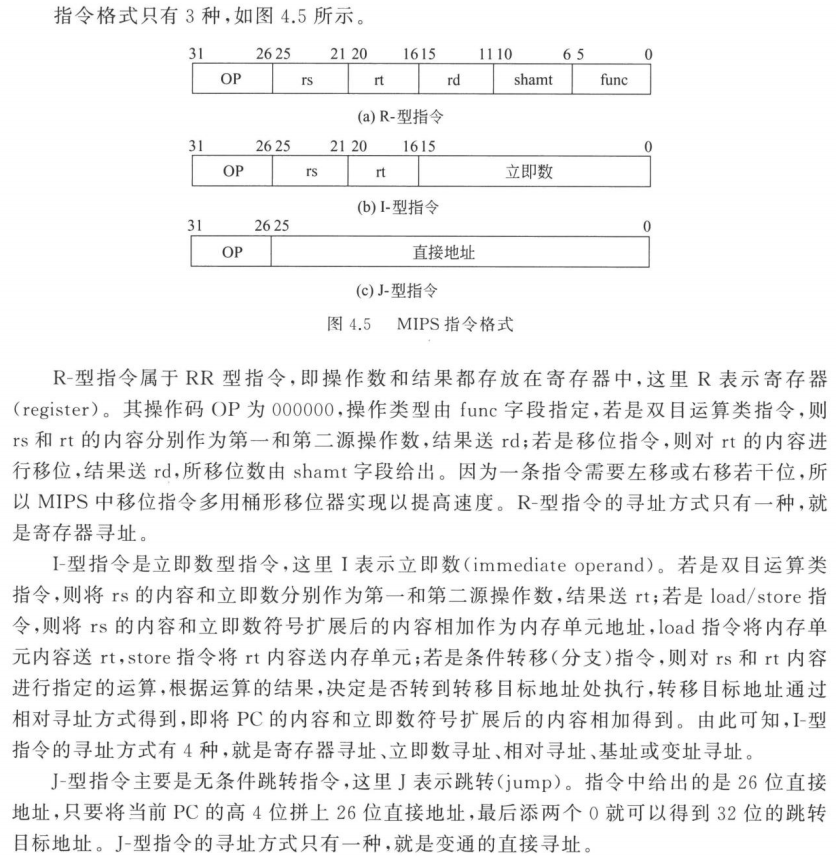 指令格式只有 3 种,如图 4.5 所示。
31 26 25 21 20 16 15 11 10 6 5 0
OP rs rt rd shamt func
(a) R-型指令
31 26 25 21 20 16 15 0
OP rs rt 立即数
(b) I-型指令
31 26 25 0
OP 直接地址
(c) J-型指令
图 4.5 MIPS 指令格式
R-型指令属于 RR 型指令,即操作数和结果都存放在寄存器中,这里 R 表示寄存器
(register)。其操作码 OP 为 000000,操作类型由 func 字段指定,若是双目运算类指令,则
rs 和 rt 的内容分别作为第一和第二源操作数,结果送 rd;若是移位指令,则对 rt 的内容进
行移位,结果送 rd,所移位数由 shamt 字段给出。因为一条指令需要左移或右移若干位,所
以 MIPS 中移位指令多用桶形移位器实现以提高速度。R-型指令的寻址方式只有一种,就
是寄存器寻址。
I-型指令是立即数型指令,这里 I 表示立即数(immediate operand)。若是双目运算类
指令,则将 rs 的内容和立即数分别作为第一和第二源操作数,结果送 rt;若是 load/store 指
令,则将 rs 的内容和立即数符号扩展后的内容相加作为内存单元地址,load 指令将内存单
元内容送 rt,store 指令将 rt 内容送内存单元;若是条件转移(分支)指令,则对 rs 和 rt 内容
进行指定的运算,根据运算的结果,决定是否转到转移目标地址处执行,转移目标地址通过
相对寻址方式得到,即将 PC 的内容和立即数符号扩展后的内容相加得到。由此可知,I-型
指令的寻址方式有 4 种,就是寄存器寻址、立即数寻址、相对寻址、基址或变址寻址。
J-型指令主要是无条件跳转指令,这里 J 表示跳转(jump)。指令中给出的是 26 位直接
地址,只要将当前 PC 的高 4 位拼上 26 位直接地址,最后添两个 0 就可以得到 32 位的跳转
目标地址。J-型指令的寻址方式只有一种,就是变通的直接寻址。